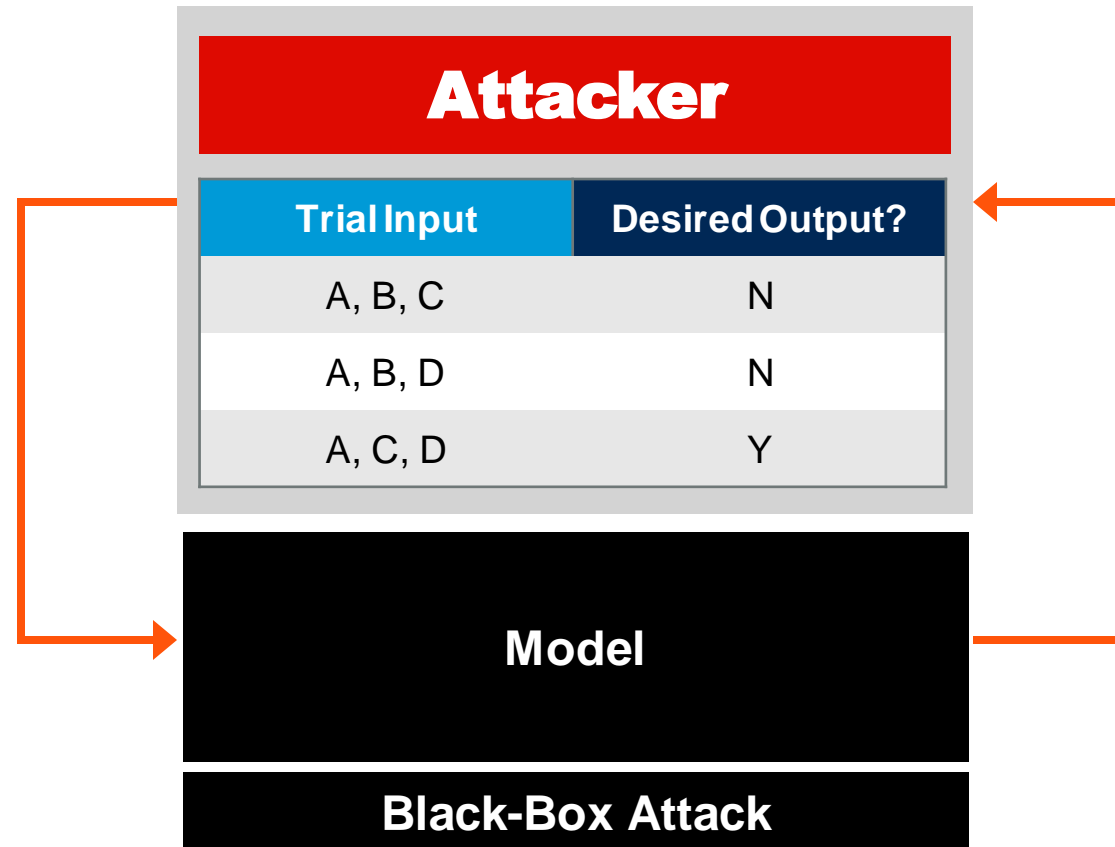 Attacker
Trial Input Desired Output?
A, B, C N
A, B, D N
A, C, D Y
Model
Black-Box Attack